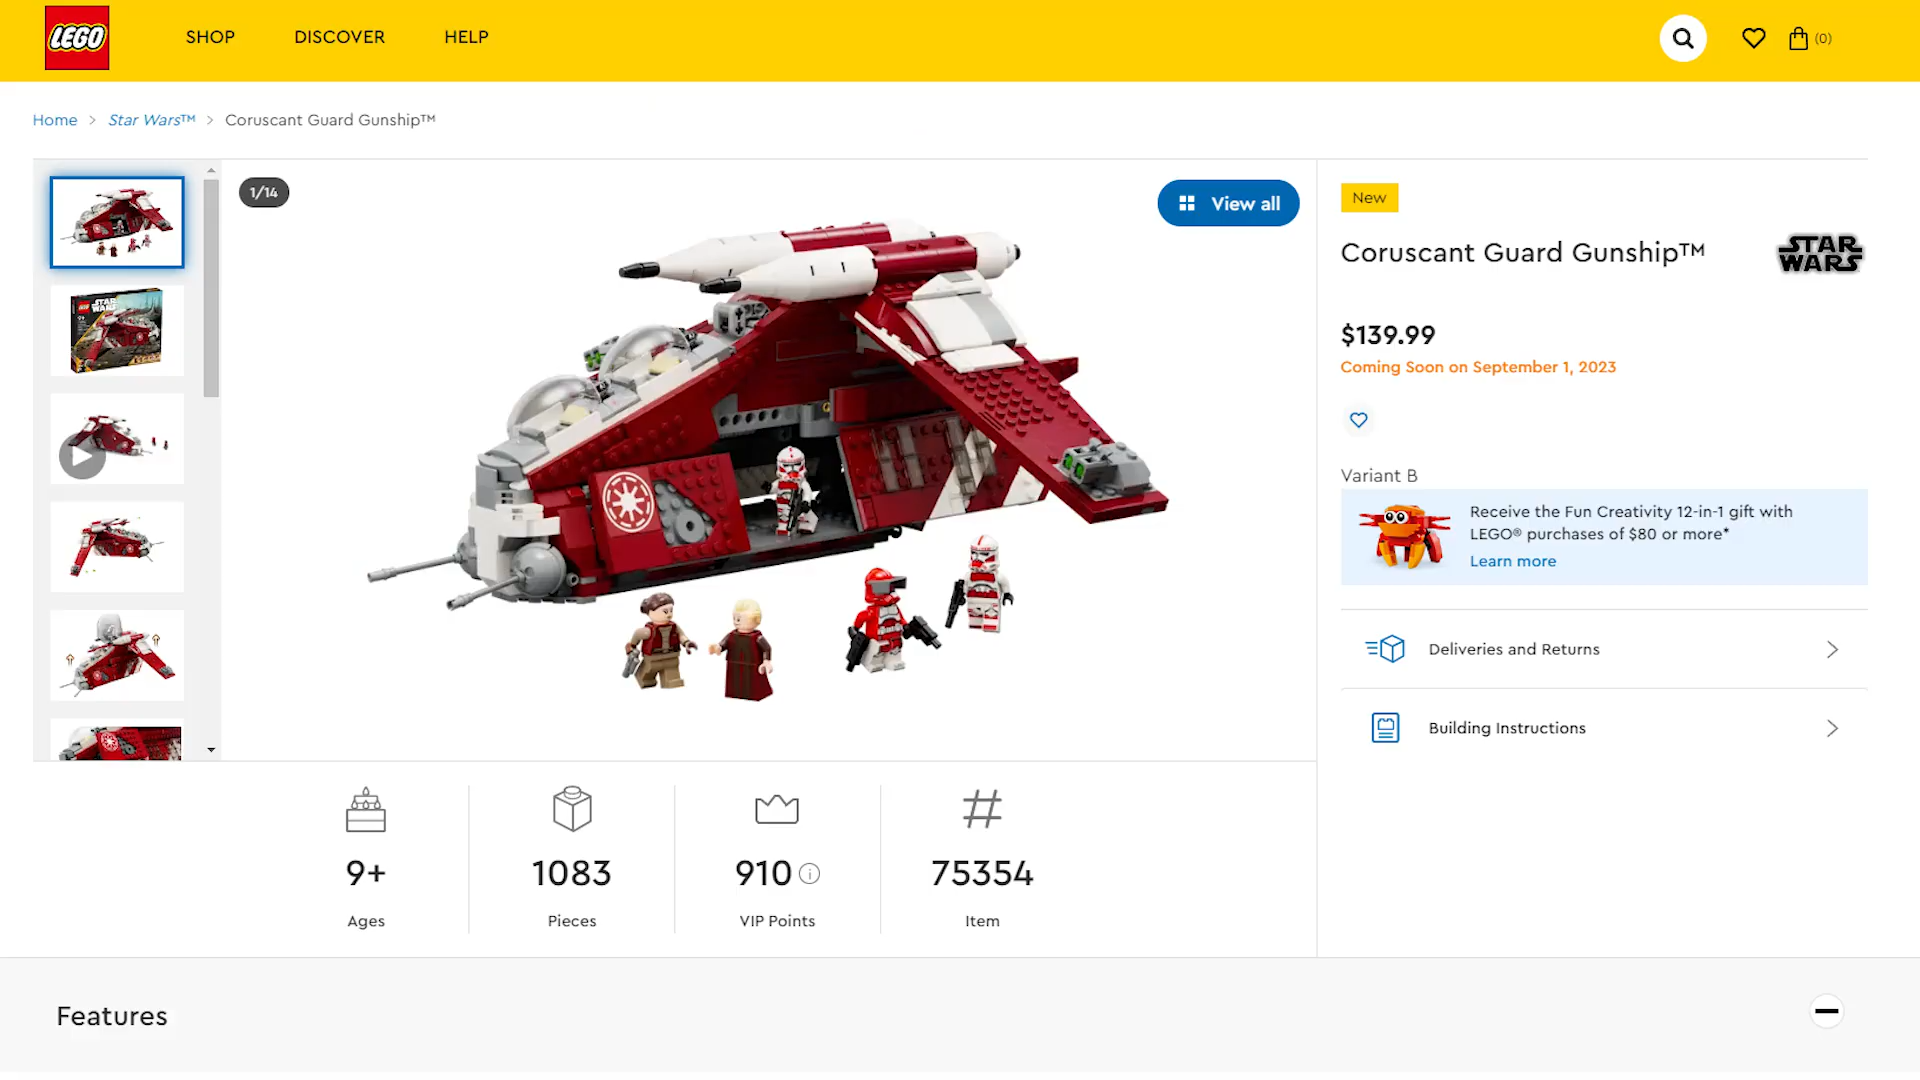 LEGO
SHOP
DISCOVER
HELP
(0)
Home > Star Wars™ > Coruscant Guard Gunship™
1/14
View all
New
Coruscant Guard Gunship™
STAR
WARS
$139.99
Coming Soon on September 1, 2023
Variant B
Receive the Fun Creativity 12-in-1 gift with
LEGO® purchases of $80 or more*
Learn more
Deliveries and Returns
Building Instructions
9+
Ages
1083
Pieces
910
VIP Points
75354
Item
Features